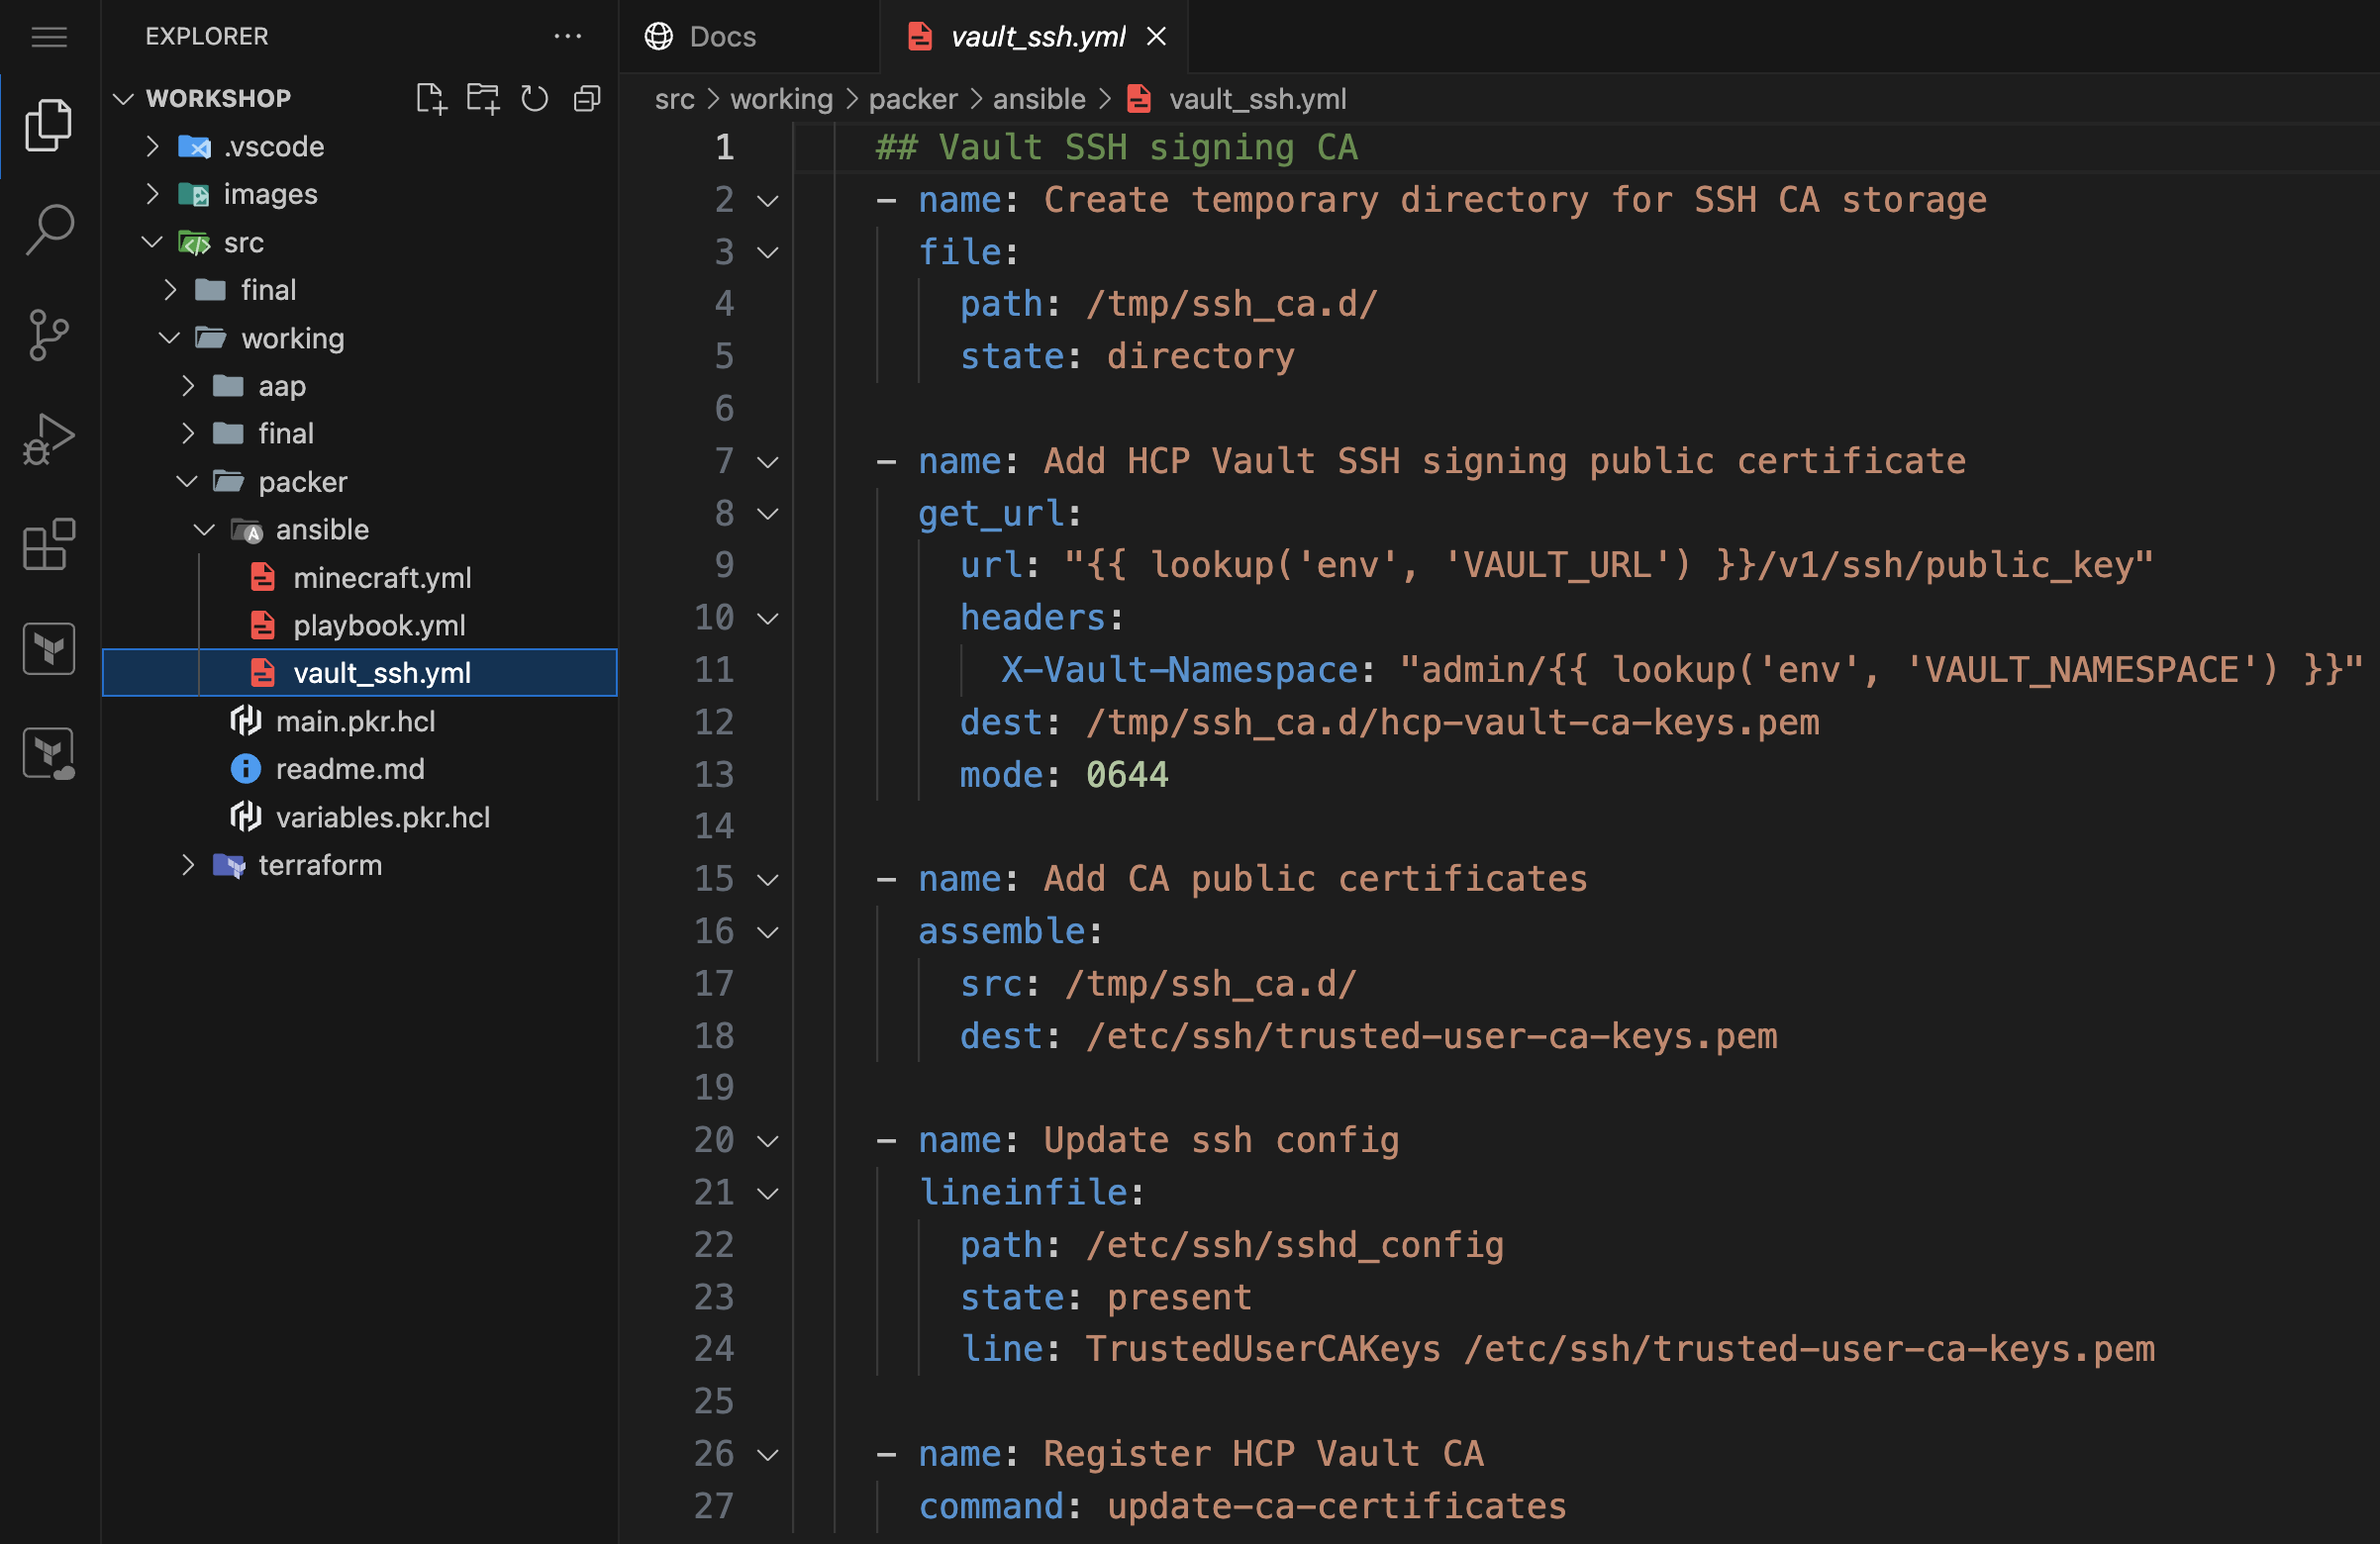 EXPLORER
WORKSHOP
.vscode
images
src
final
working
aap
final
packer
ansible
minecraft.yml
playbook.yml
vault_ssh.yml
main.pkr.hcl
readme.md
variables.pkr.hcl
terraform
Docs
vault_ssh.yml
src > working > packer > ansible > vault_ssh.yml
1 ## Vault SSH signing CA
2 - name: Create temporary directory for SSH CA storage
3 file:
4 path: /tmp/ssh_ca.d/
5 state: directory
6
7 - name: Add HCP Vault SSH signing public certificate
8 get_url:
9 url: "{{ lookup('env', 'VAULT_URL') }}/v1/ssh/public_key"
10 headers:
11 X-Vault-Namespace: "admin/{{ lookup('env', 'VAULT_NAMESPACE') }}"
12 dest: /tmp/ssh_ca.d/hcp-vault-ca-keys.pem
13 mode: 0644
14
15 - name: Add CA public certificates
16 assemble:
17 src: /tmp/ssh_ca.d/
18 dest: /etc/ssh/trusted-user-ca-keys.pem
19
20 - name: Update ssh config
21 lineinfile:
22 path: /etc/ssh/sshd_config
23 state: present
24 line: TrustedUserCAKeys /etc/ssh/trusted-user-ca-keys.pem
25
26 - name: Register HCP Vault CA
27 command: update-ca-certificates